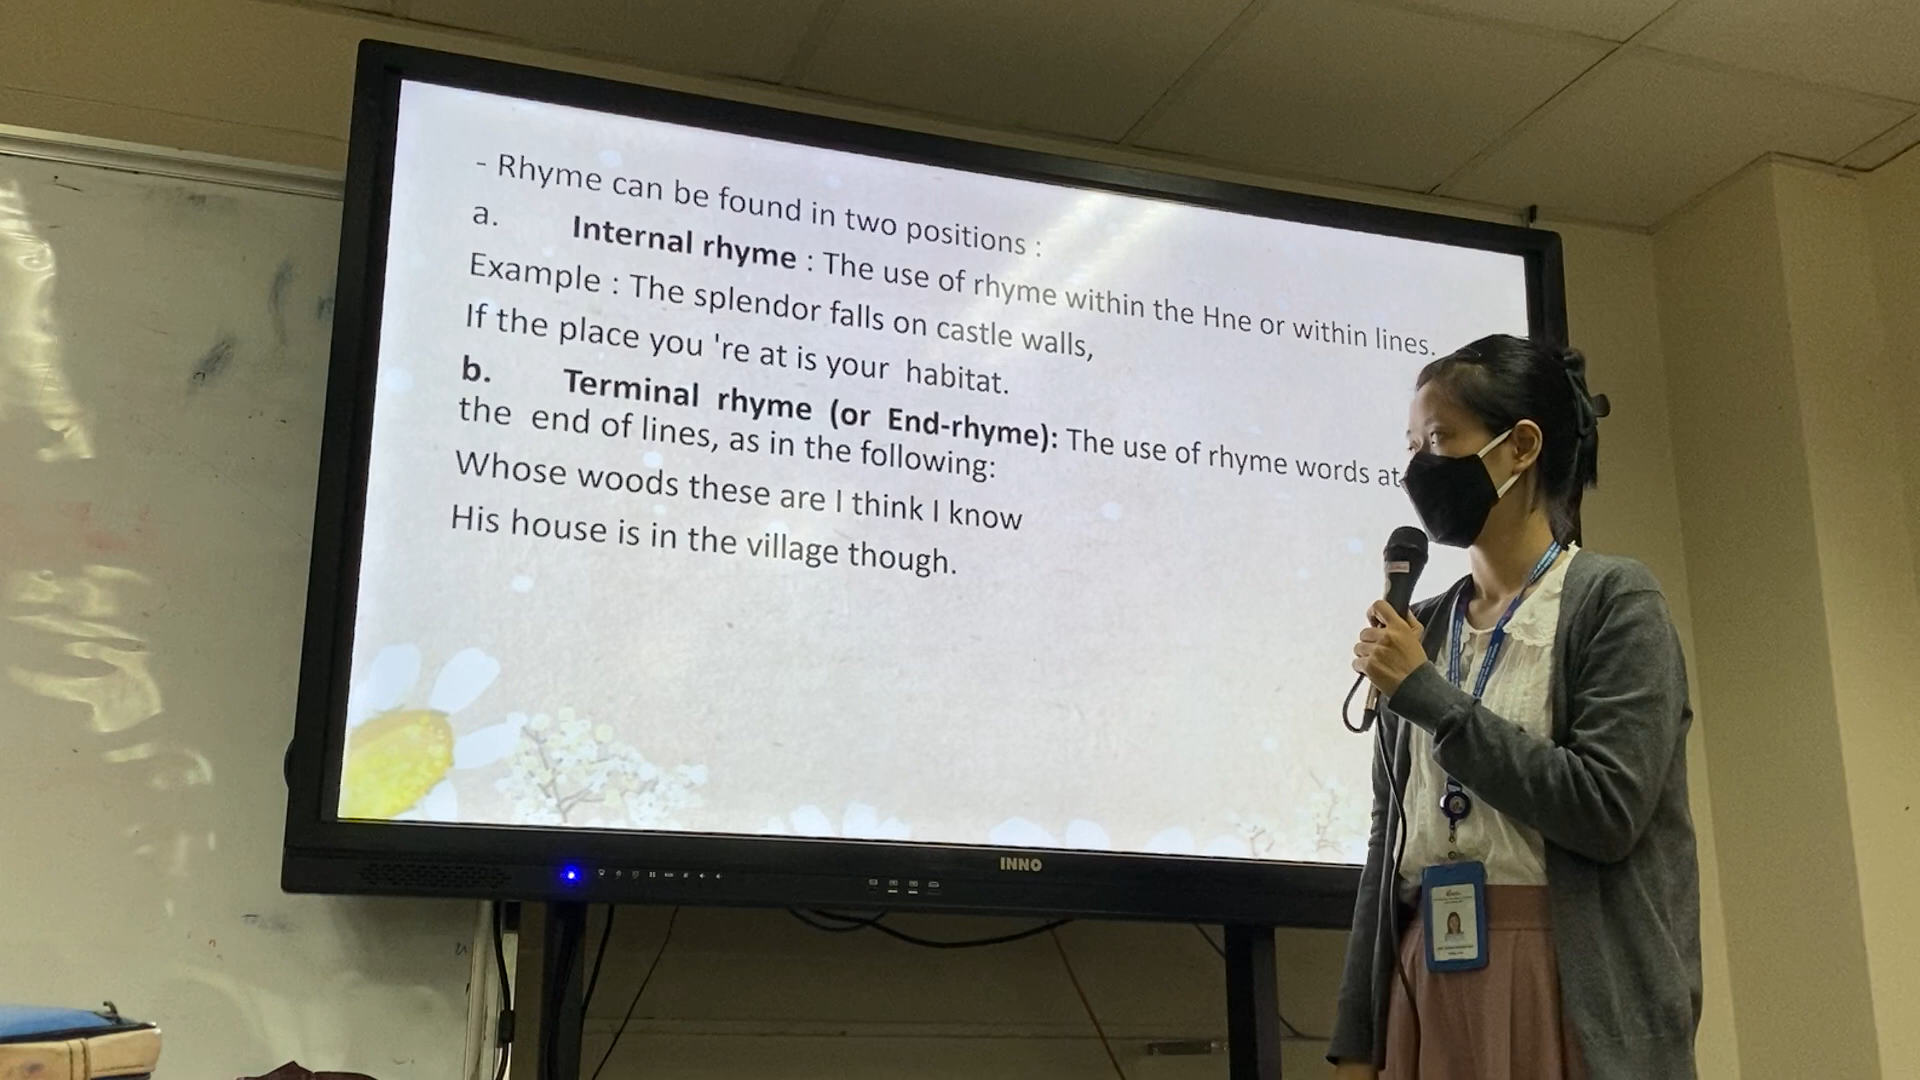 - Rhyme can be found in two positions :
a. Internal rhyme : The use of rhyme within the Hne or within lines.
Example : The splendor falls on castle walls,
If the place you 're at is your habitat.
b. Terminal rhyme (or End-rhyme): The use of rhyme words at
the end of lines, as in the following:
Whose woods these are I think I know
His house is in the village though.
INNO